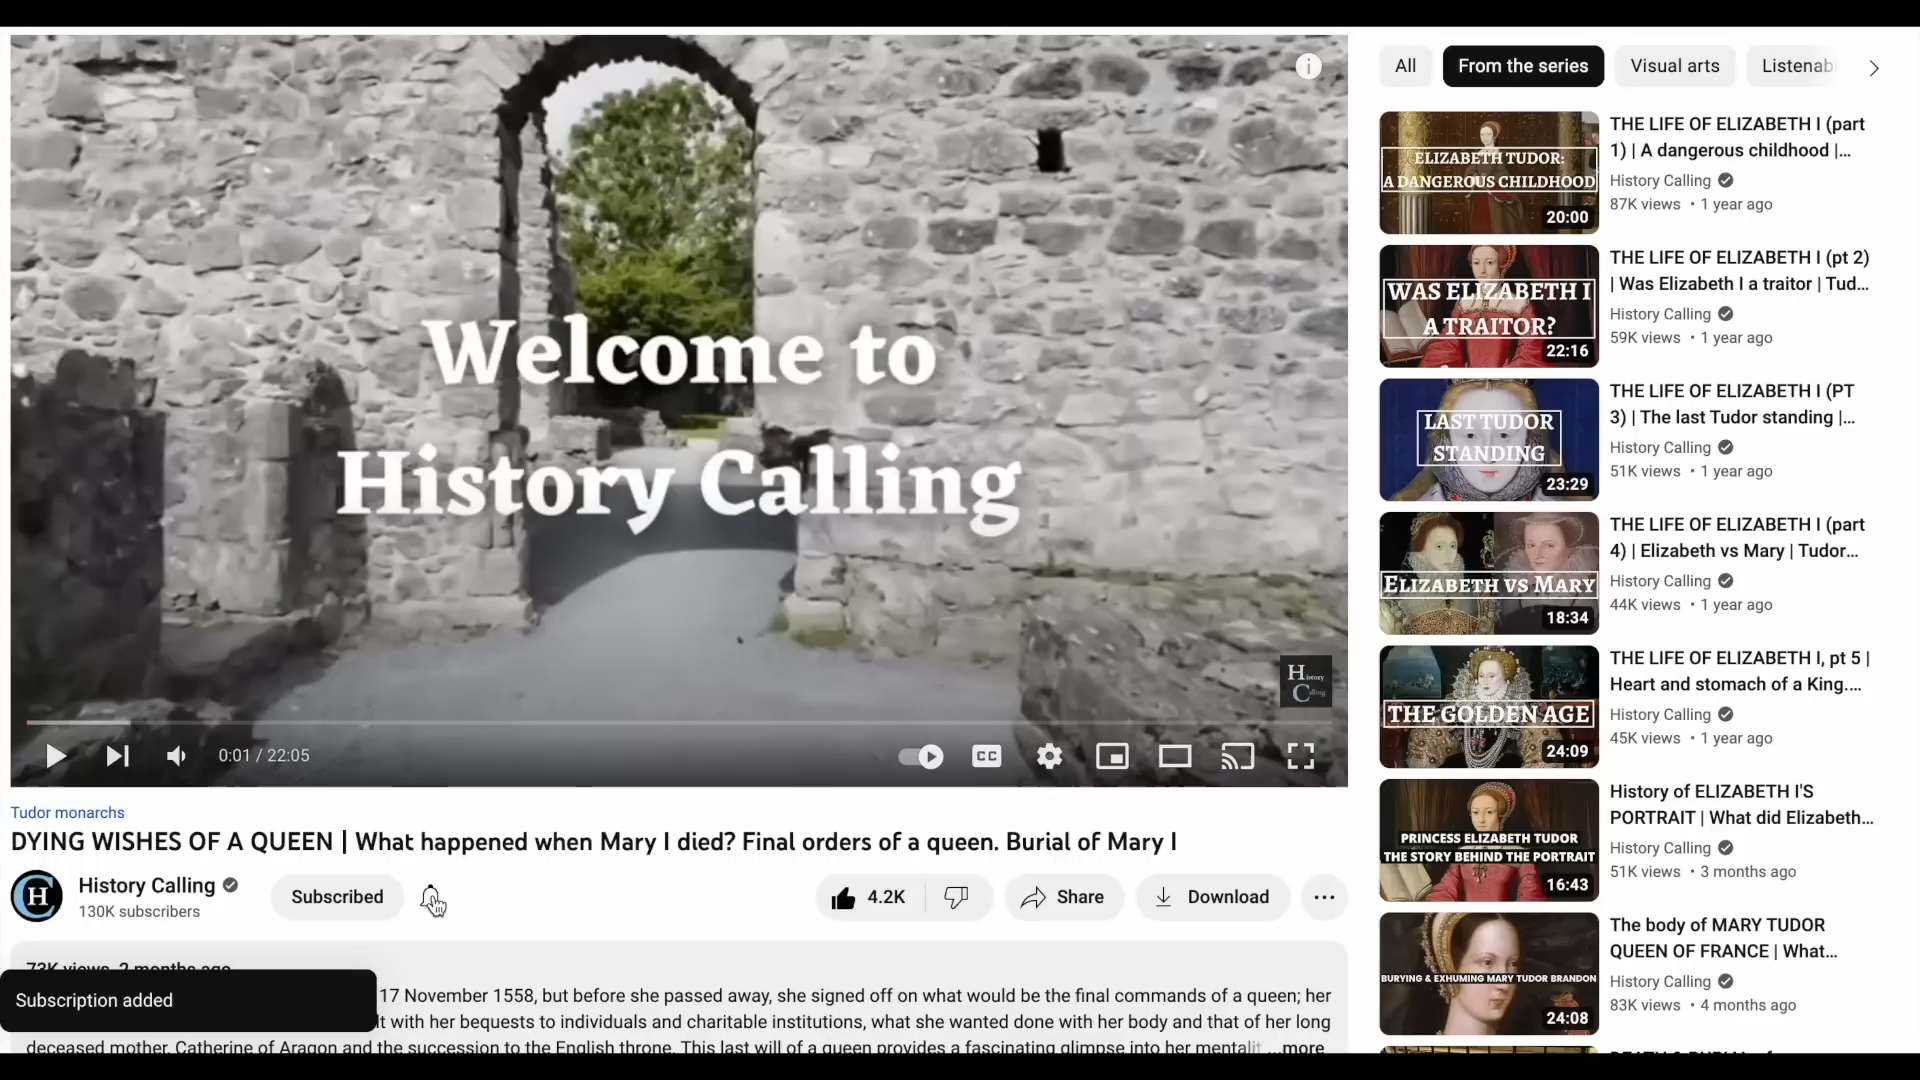 Welcome to
History Calling
History
Calling
0:01 / 22:05
CC
Tudor monarchs
DYING WISHES OF A QUEEN | What happened when Mary I died? Final orders of a queen. Burial of Mary I
H
History Calling
130K subscribers
Subscribed
4.2K
Share
Download
73K views 2 months ago
Subscription added
17 November 1558, but before she passed away, she signed off on what would be the final commands of a queen; her
lt with her bequests to individuals and charitable institutions, what she wanted done with her body and that of her long
deceased mother, Catherine of Aragon and the succession to the English throne. This last will of a queen provides a fascinating glimpse into her mentalit ...more
All
From the series
Visual arts
Listenab
ELIZABETH TUDOR:
A DANGEROUS CHILDHOOD
20:00
THE LIFE OF ELIZABETH I (part
1) | A dangerous childhood |...
History Calling
87K views • 1 year ago
WAS ELIZABETH I
A TRAITOR?
22:16
THE LIFE OF ELIZABETH I (pt 2)
| Was Elizabeth I a traitor | Tud...
History Calling
59K views • 1 year ago
LAST TUDOR
STANDING
23:29
THE LIFE OF ELIZABETH I (PT
3) | The last Tudor standing |...
History Calling
51K views • 1 year ago
ELIZABETH VS MARY
18:34
THE LIFE OF ELIZABETH I (part
4) | Elizabeth vs Mary | Tudor...
History Calling
44K views • 1 year ago
THE GOLDEN AGE
24:09
THE LIFE OF ELIZABETH I, pt 5 |
Heart and stomach of a King....
History Calling
45K views • 1 year ago
PRINCESS ELIZABETH TUDOR
THE STORY BEHIND THE PORTRAIT
16:43
History of ELIZABETH I'S
PORTRAIT | What did Elizabeth...
History Calling
51K views • 3 months ago
BURYING & EXHUMING MARY TUDOR BRANDON
24:08
The body of MARY TUDOR
QUEEN OF FRANCE | What...
History Calling
83K views • 4 months ago